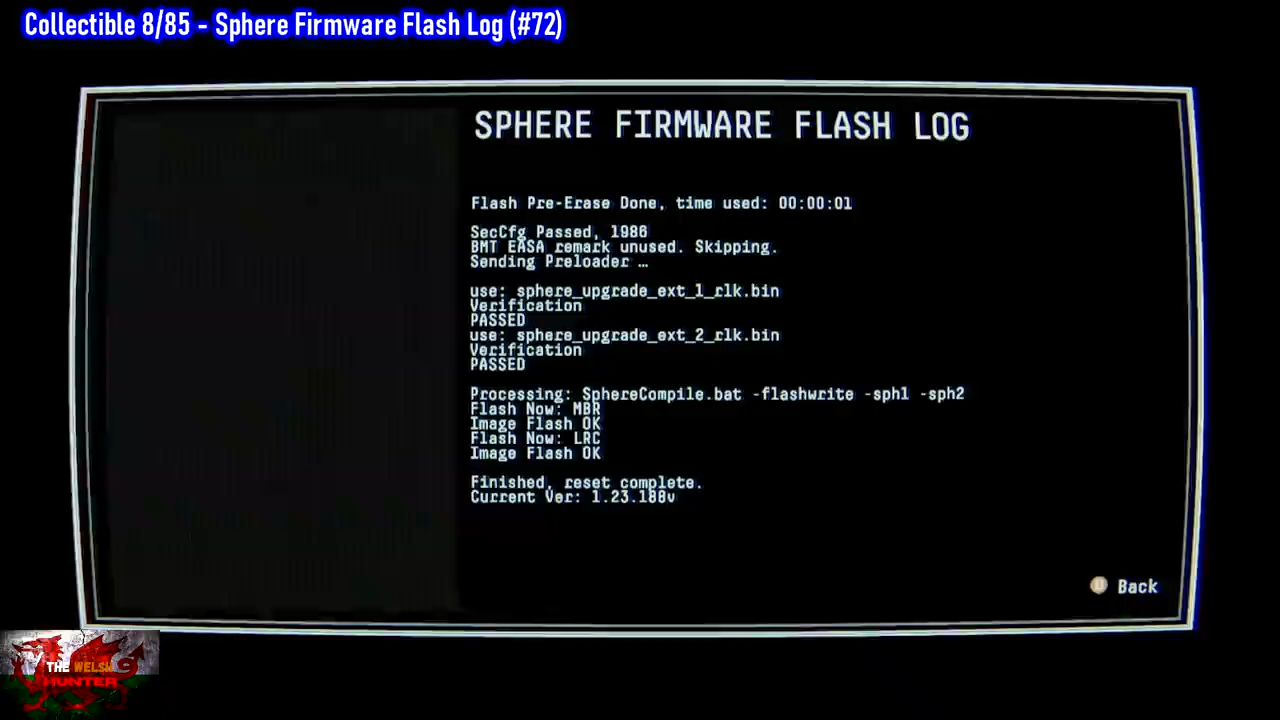 Collectible 8/85 - Sphere Firmware Flash Log (#72)
SPHERE FIRMWARE FLASH LOG
Flash Pre-Erase Done, time used: 00:00:01
SecCfg Passed, 1986
BMT EASA remark unused. Skipping.
Sending Preloader …
use: sphere_upgrade_ext_1_rlk.bin
Verification
PASSED
use: sphere_upgrade_ext_2_rlk.bin
Verification
PASSED
Processing: SphereCompile.bat -flashwrite -sph1 -sph2
Flash Now: MBR
Image Flash OK
Flash Now: LRC
Image Flash OK
Finished, reset complete.
Current Ver: 1.23.188v
Back
THE WELSH
HUNTER